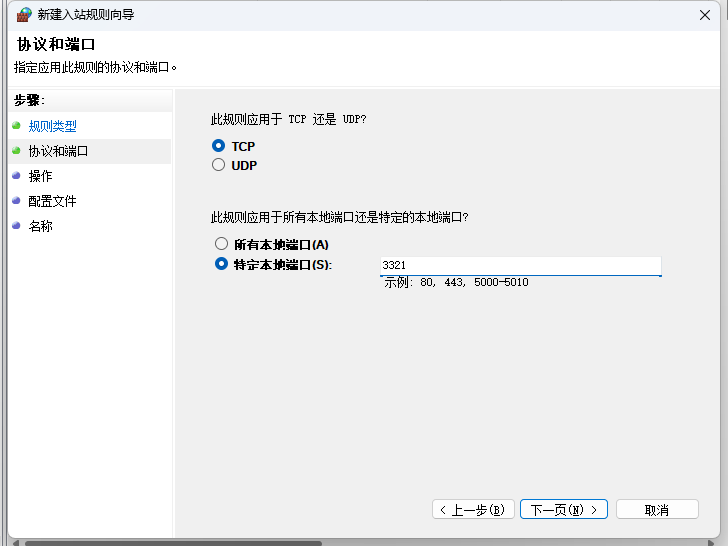 新建入站规则向导
协议和端口
指定应用此规则的协议和端口。
步骤:
规则类型
协议和端口
操作
配置文件
名称
此规则应用于 TCP 还是 UDP?
TCP
UDP
此规则应用于所有本地端口还是特定的本地端口?
所有本地端口(A)
特定本地端口(S):
3321
示例: 80, 443, 5000-5010
< 上一步(B)
下一页(N) >
取消